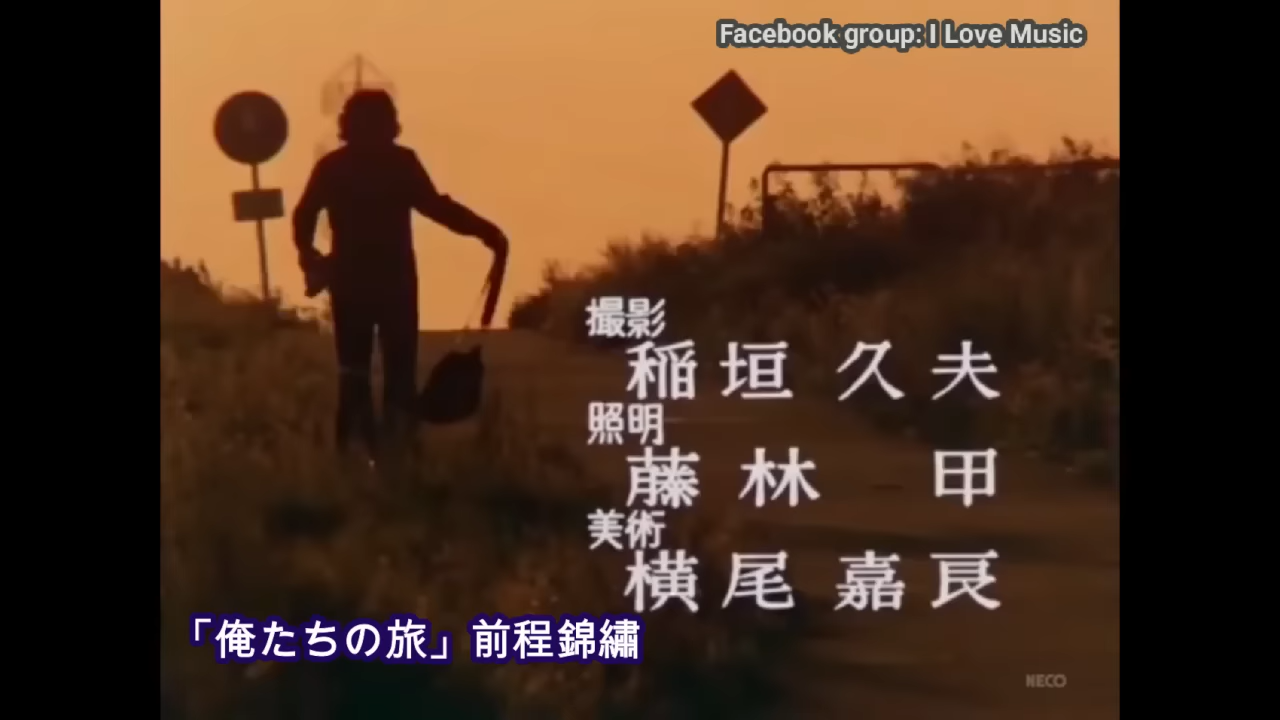 Facebook group: I Love Music
撮影
稲垣久夫
照明
藤林甲
美術
横尾嘉良
「俺たちの旅」前程錦繡
NECO